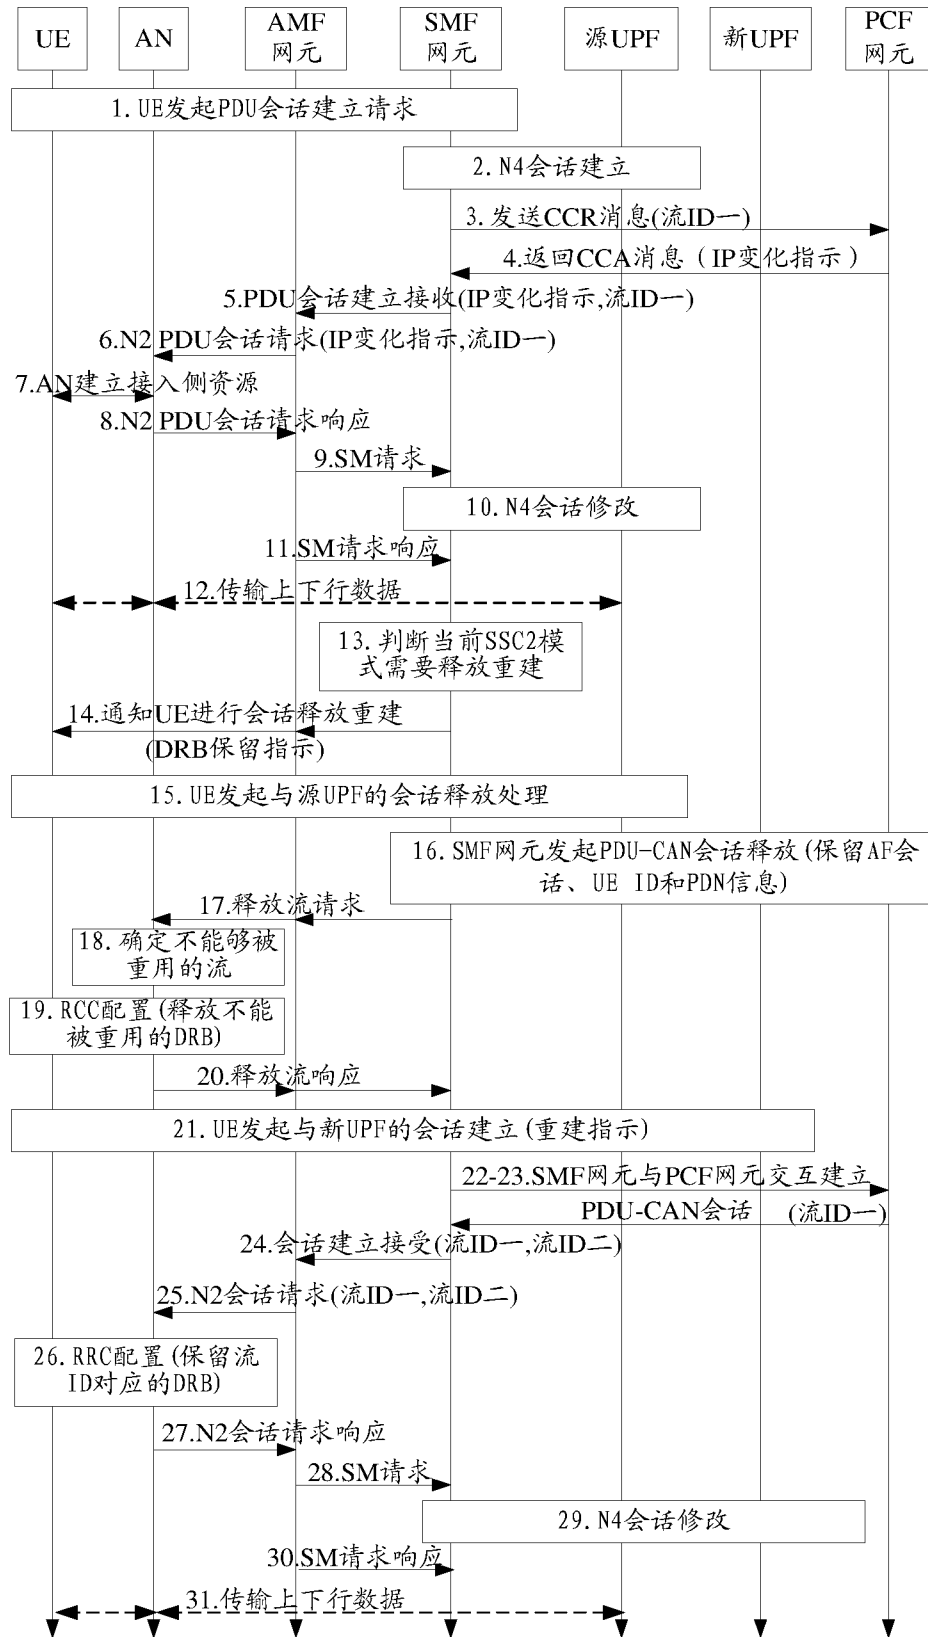 UE
AN
AMF
网元
SMF
网元
源UPF
新UPF
PCF
网元
1.UE发起PDU会话建立请求
2.N4会话建立
3.发送CCR消息(流ID一)
4.返回CCA消息（IP变化指示）
5.PDU会话建立接收(IP变化指示,流ID一)
6.N2 PDU会话请求(IP变化指示,流ID一)
7.AN建立接入侧资源
8.N2 PDU会话请求响应
9.SM请求
10.N4会话修改
11.SM请求响应
12.传输上下行数据
13.判断当前SSC2模
式需要释放重建
14.通知UE进行会话释放重建
(DRB保留指示)
15.UE发起与源UPF的会话释放处理
16.SMF网元发起PDU-CAN会话释放(保留AF会
话、UE ID和PDN信息)
17.释放流请求
18.确定不能够被
重用的流
19.RCC配置(释放不能
被重用的DRB)
20.释放流响应
21.UE发起与新UPF的会话建立(重建指示)
22-23.SMF网元与PCF网元交互建立
PDU-CAN会话 (流ID一)
24.会话建立接受(流ID一,流ID二)
25.N2会话请求(流ID一,流ID二)
26.RRC配置(保留流
ID对应的DRB)
27.N2会话请求响应
28.SM请求
29.N4会话修改
30.SM请求响应
31.传输上下行数据